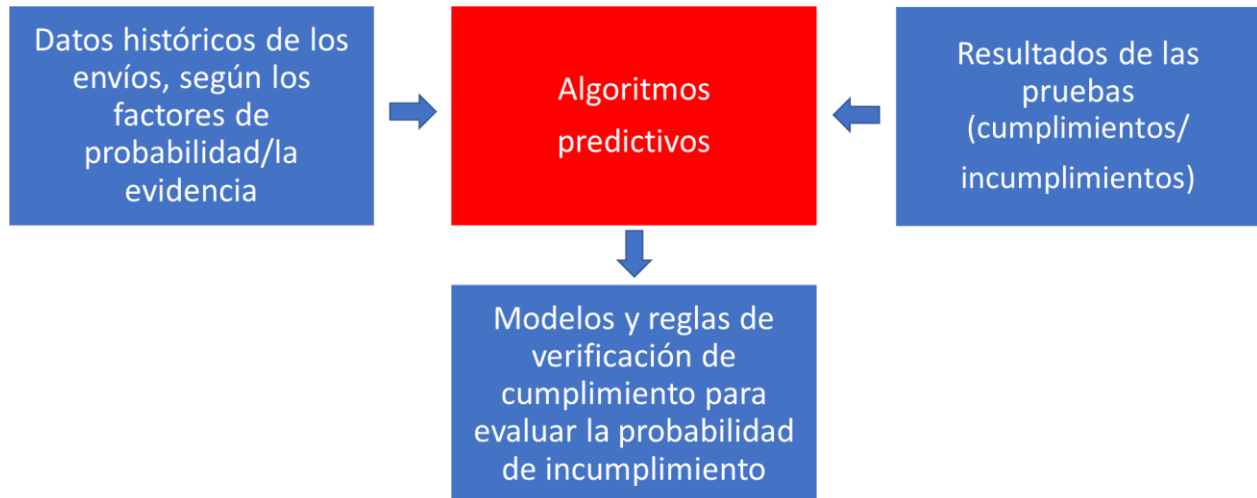 Datos históricos de los
envíos, según los
factores de
probabilidad/la
evidencia
Algoritmos
predictivos
Resultados de las
pruebas
(cumplimientos/
incumplimientos)
Modelos y reglas de
verificación de
cumplimiento para
evaluar la probabilidad
de incumplimiento